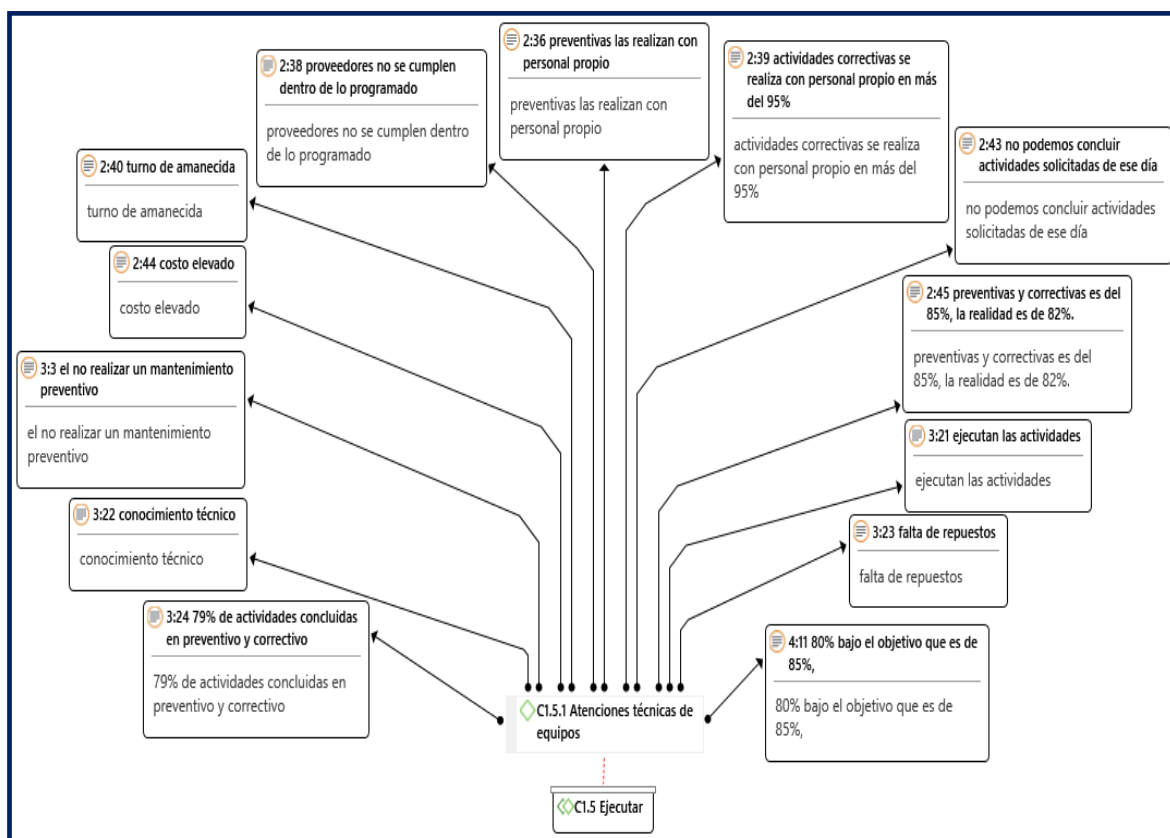 2:36 preventivas las realizan con
personal propio
preventivas las realizan con
personal propio
2:38 proveedores no se cumplen
dentro de lo programado
proveedores no se cumplen dentro
de lo programado
2:39 actividades correctivas se
realiza con personal propio en más
del 95%
actividades correctivas se realiza
con personal propio en más del
95%
2:40 turno de amanecida
turno de amanecida
2:43 no podemos concluir
actividades solicitadas de ese día
no podemos concluir actividades
solicitadas de ese día
2:44 costo elevado
costo elevado
2:45 preventivas y correctivas es del
85%, la realidad es de 82%.
preventivas y correctivas es del
85%, la realidad es de 82%.
3:3 el no realizar un mantenimiento
preventivo
el no realizar un mantenimiento
preventivo
3:21 ejecutan las actividades
ejecutan las actividades
3:22 conocimiento técnico
conocimiento técnico
3:23 falta de repuestos
falta de repuestos
3:24 79% de actividades concluidas
en preventivo y correctivo
79% de actividades concluidas en
preventivo y correctivo
4:11 80% bajo el objetivo que es de
85%,
80% bajo el objetivo que es de
85%,
C1.5.1 Atenciones técnicas de
equipos
C1.5 Ejecutar